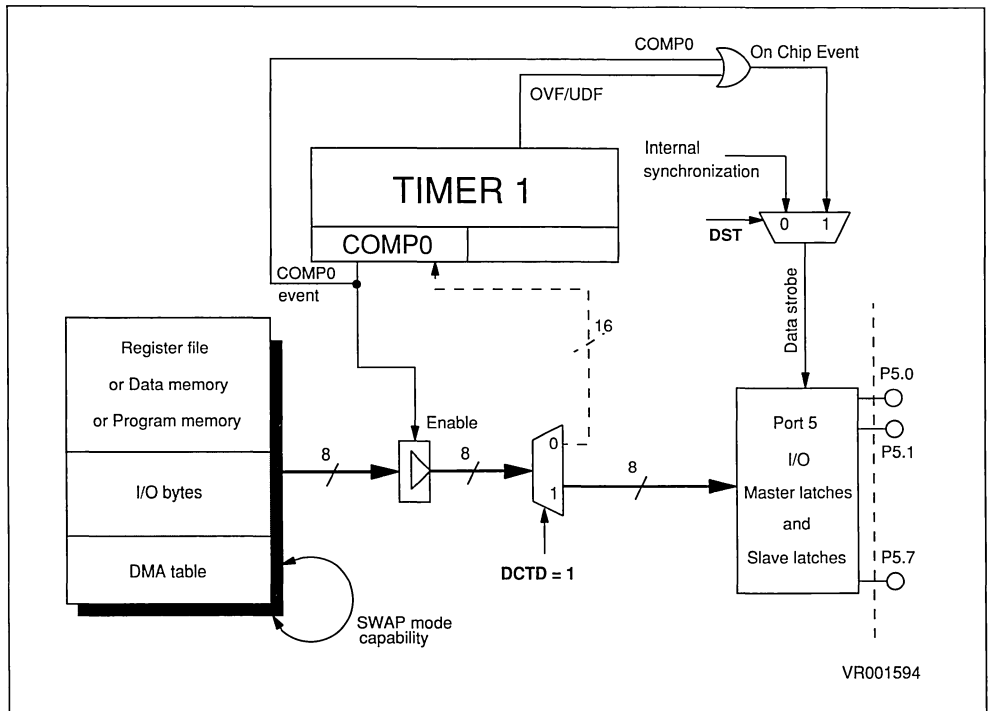 COMP0
On Chip Event
OVF/UDF
Internal
synchronization
TIMER 1
0 1
DST
COMP0
COMP0
event
Data strobe
16
Register file
or Data memory
or Program memory
Enable
P5.0
Port 5
P5.1
8
8
0
8
I/O
I/O bytes
1
Master latches
and
Slave latches
P5.7
DMA table
DCTD = 1
SWAP mode
capability
VR001594